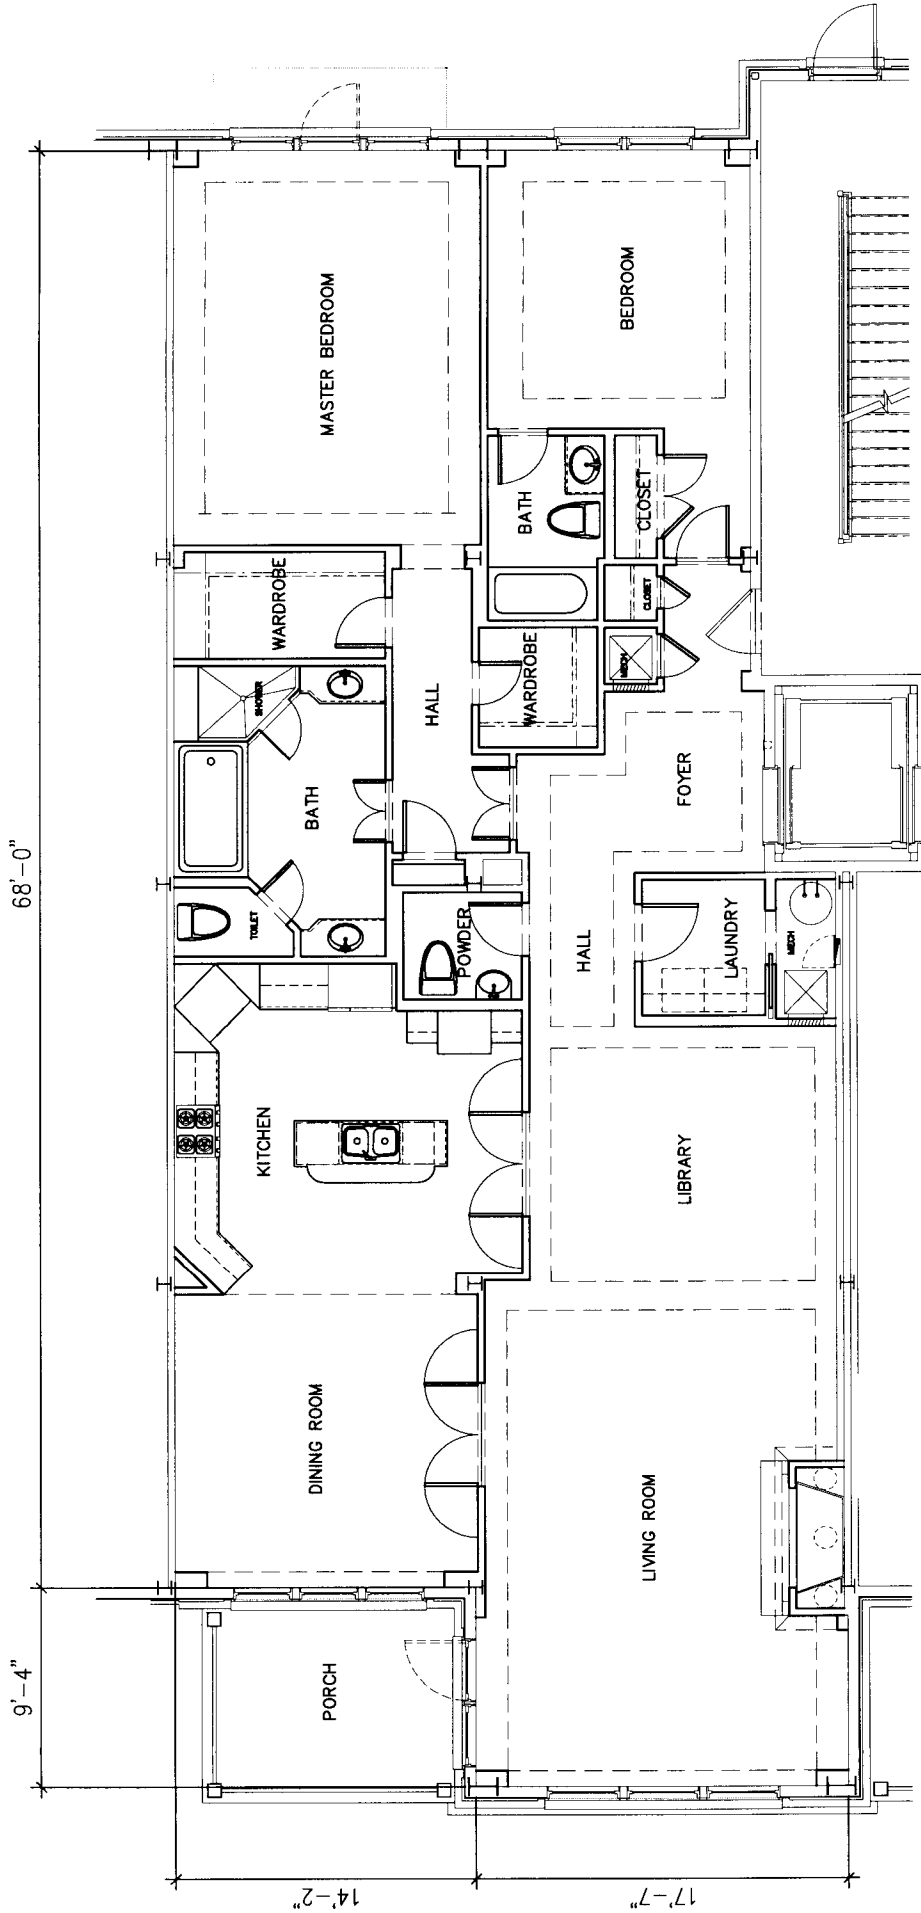 68'-0"
9'-4"
MASTER BEDROOM
BEDROOM
WARDROBE
BATH
CLOSET
CLOSET
SHOWER
HALL
WARDROBE
MECH
BATH
FOYER
TOILET
POWDER
HALL
LAUNDRY
MECH
KITCHEN
LIBRARY
DINING ROOM
LIVING ROOM
PORCH
14'-2"
17'-7"